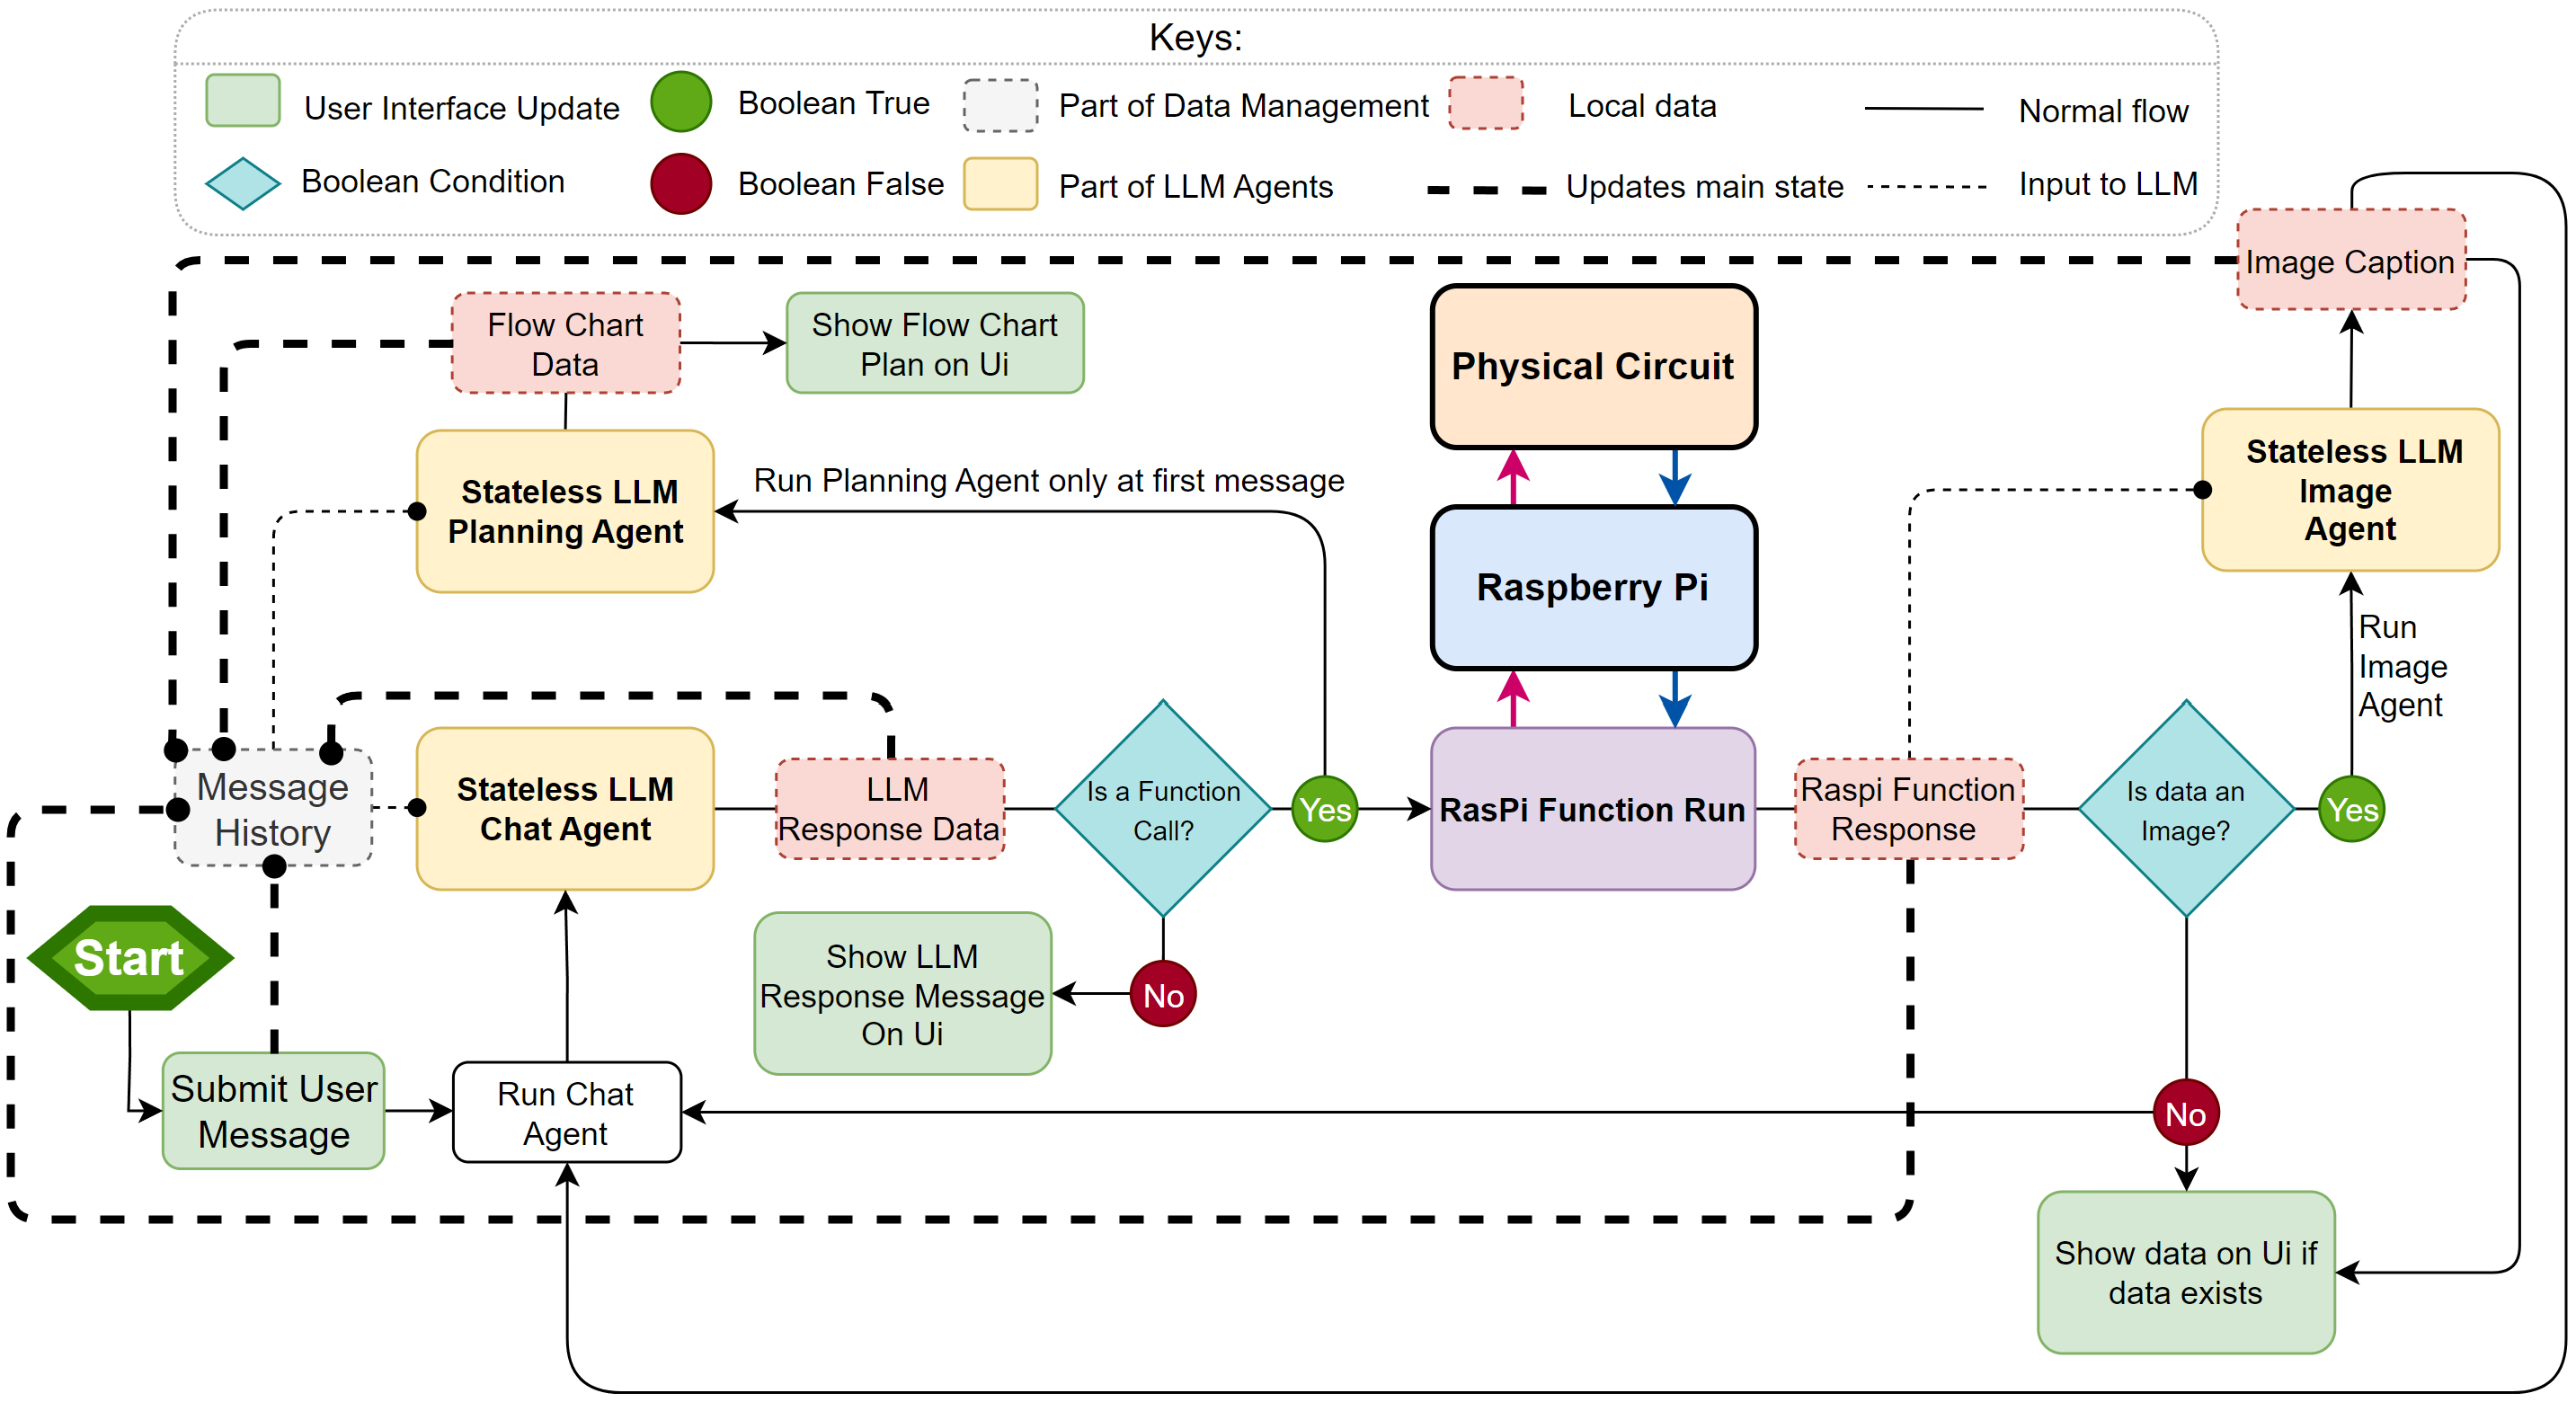 Keys:
User Interface Update
Boolean True
Part of Data Management
Local data
Normal flow
Boolean Condition
Boolean False
Part of LLM Agents
Updates main state
Input to LLM
Image Caption
Flow Chart
Data
Show Flow Chart
Plan on Ui
Physical Circuit
Stateless LLM
Image
Agent
Run Planning Agent only at first message
Stateless LLM
Planning Agent
Raspberry Pi
Run
Image
Agent
Message
History
Stateless LLM
Chat Agent
LLM
Response Data
Is a Function
Call?
Yes
RasPi Function Run
Raspi Function
Response
Is data an
Image?
Yes
Start
Show LLM
Response Message
On Ui
No
Submit User
Message
Run Chat
Agent
No
Show data on Ui if
data exists